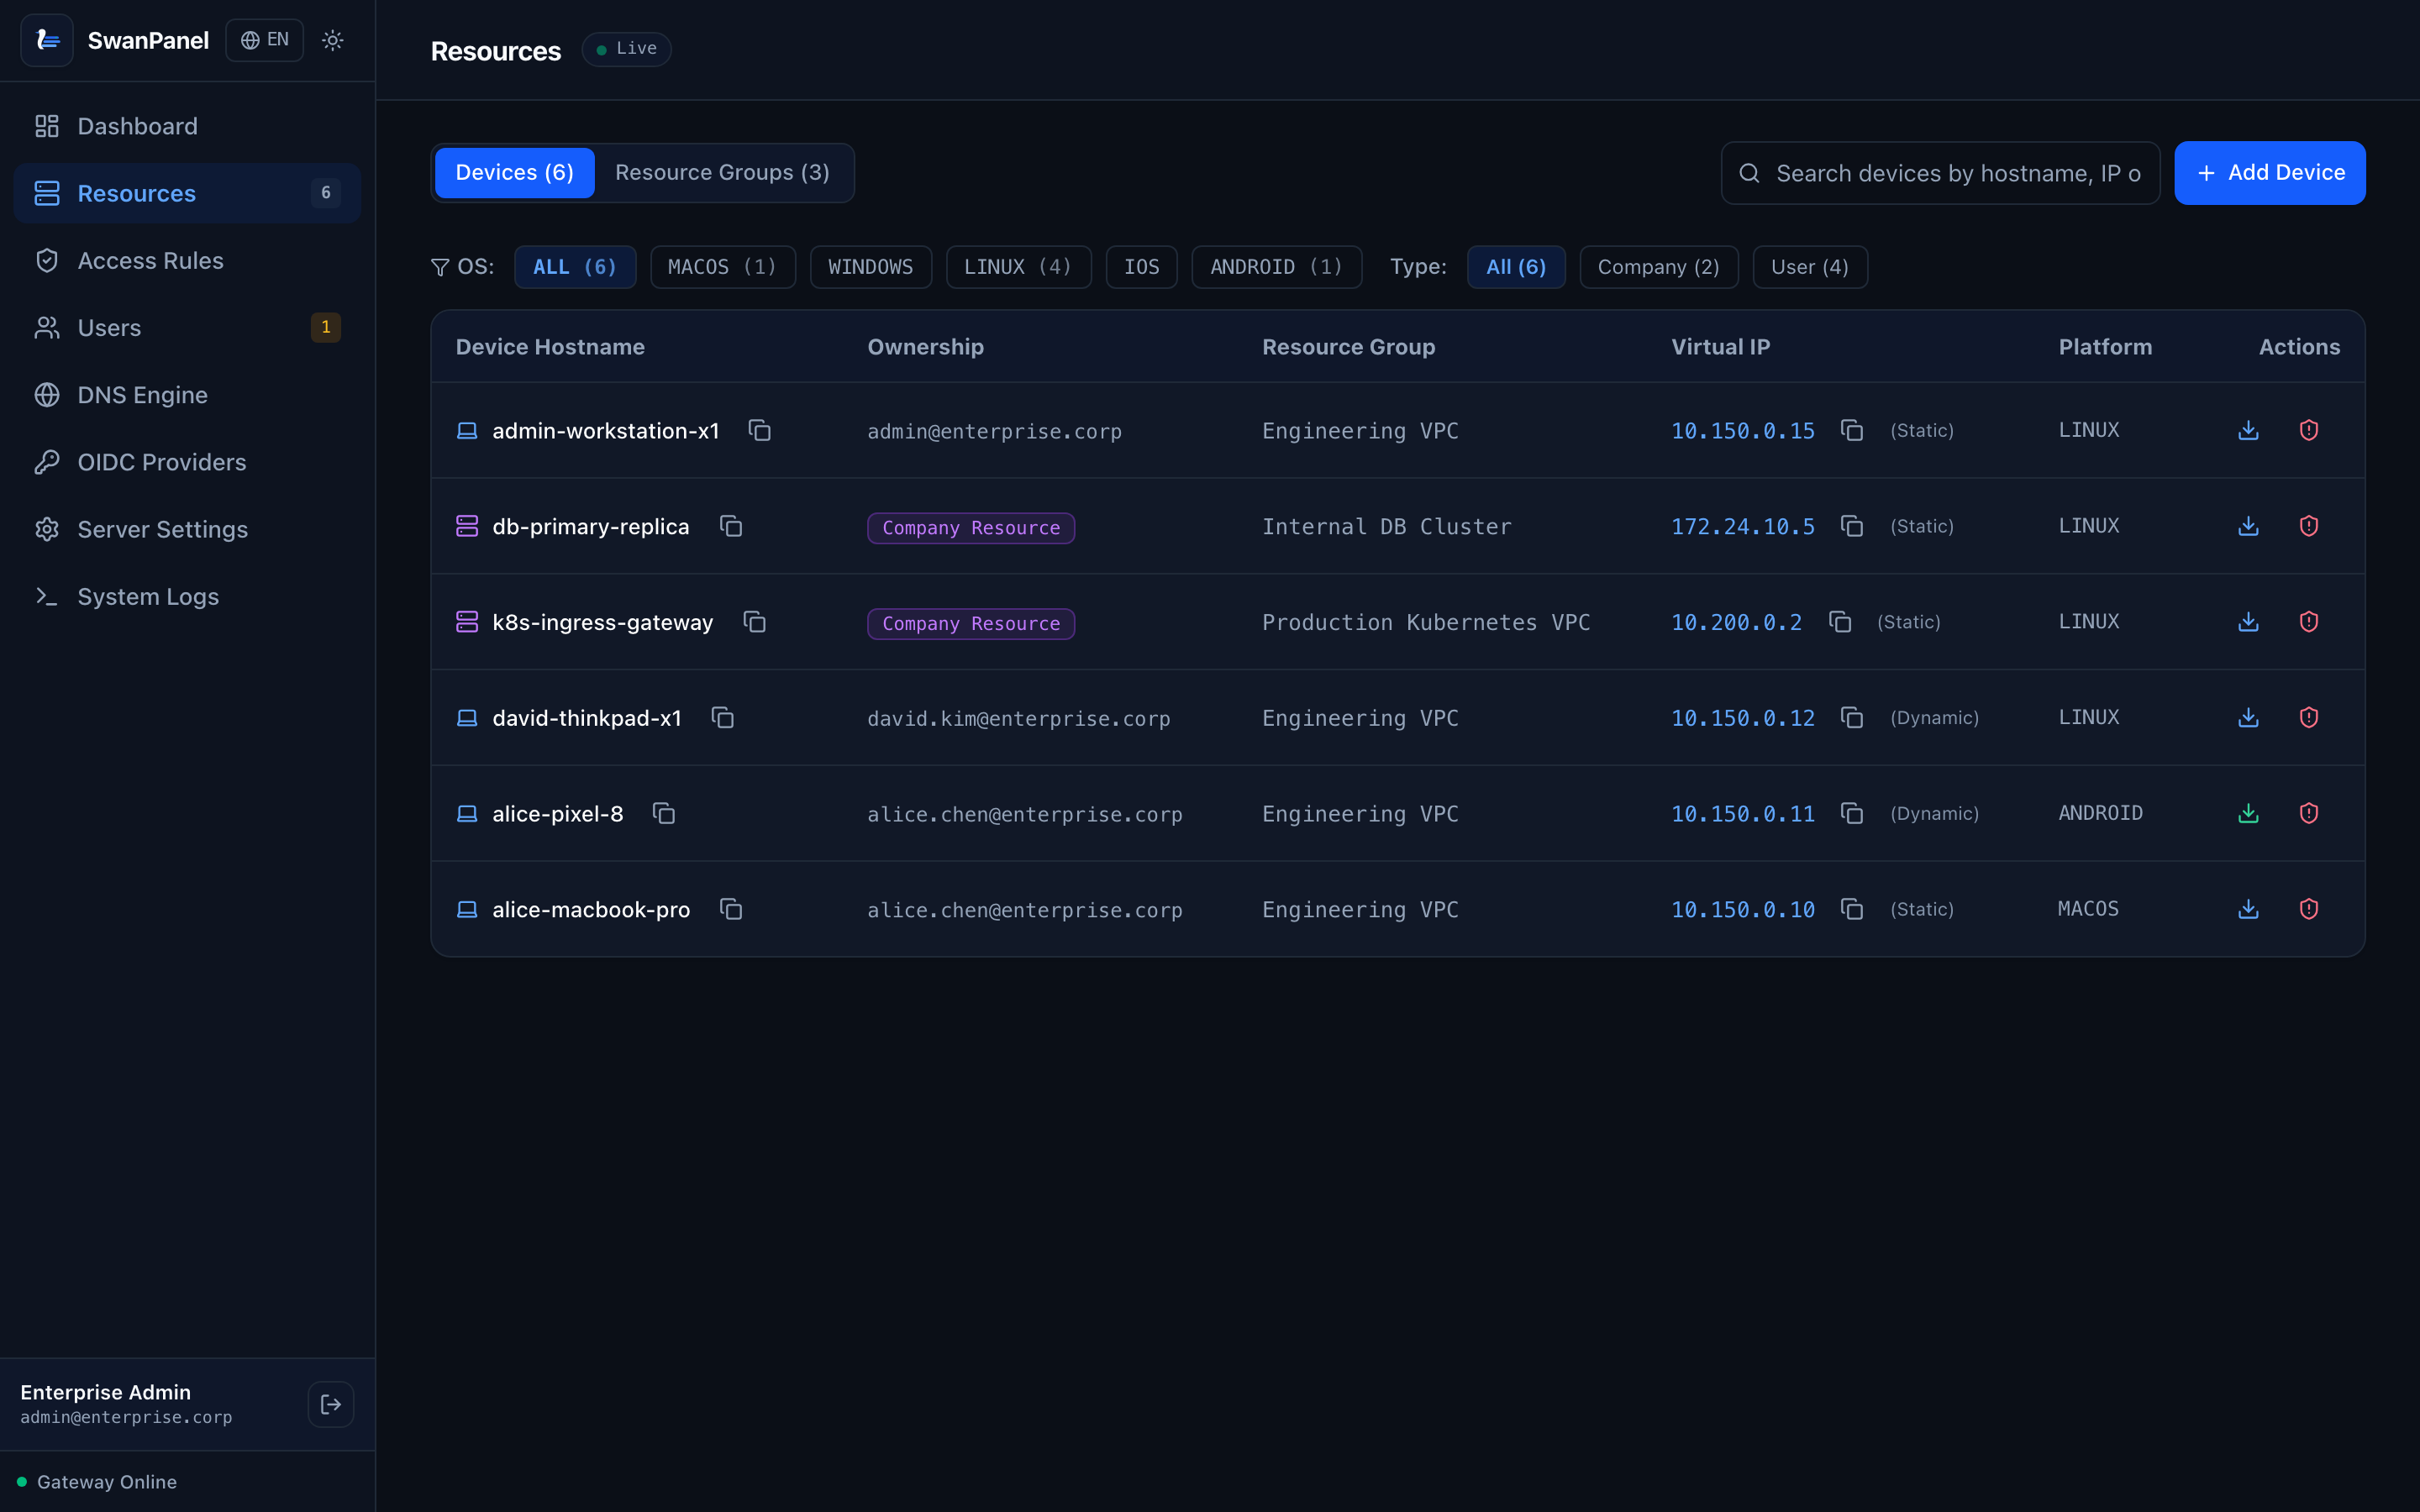 SwanPanel
EN
Dashboard
Resources 6
Access Rules
Users 1
DNS Engine
OIDC Providers
Server Settings
System Logs
Enterprise Admin
admin@enterprise.corp
Gateway Online
Resources Live
Devices (6) Resource Groups (3)
Search devices by hostname, IP o
Add Device
OS: ALL (6) MACOS (1) WINDOWS LINUX (4) IOS ANDROID (1) Type: All (6) Company (2) User (4)
Device Hostname Ownership Resource Group Virtual IP Platform Actions
admin-workstation-x1 admin@enterprise.corp Engineering VPC 10.150.0.15 (Static) LINUX
db-primary-replica Company Resource Internal DB Cluster 172.24.10.5 (Static) LINUX
k8s-ingress-gateway Company Resource Production Kubernetes VPC 10.200.0.2 (Static) LINUX
david-thinkpad-x1 david.kim@enterprise.corp Engineering VPC 10.150.0.12 (Dynamic) LINUX
alice-pixel-8 alice.chen@enterprise.corp Engineering VPC 10.150.0.11 (Dynamic) ANDROID
alice-macbook-pro alice.chen@enterprise.corp Engineering VPC 10.150.0.10 (Static) MACOS